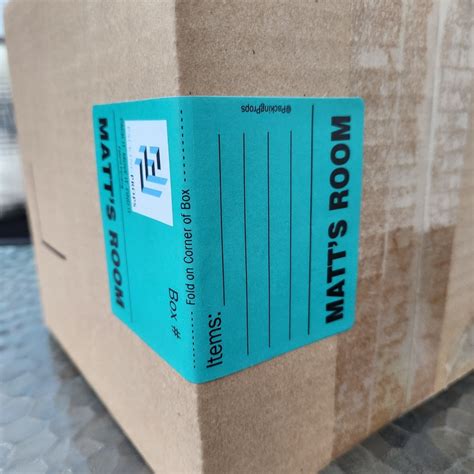 MATT'S ROOM
Box #
Fold on Corner of Box
Items:
@PackingProps
MATT'S ROOM